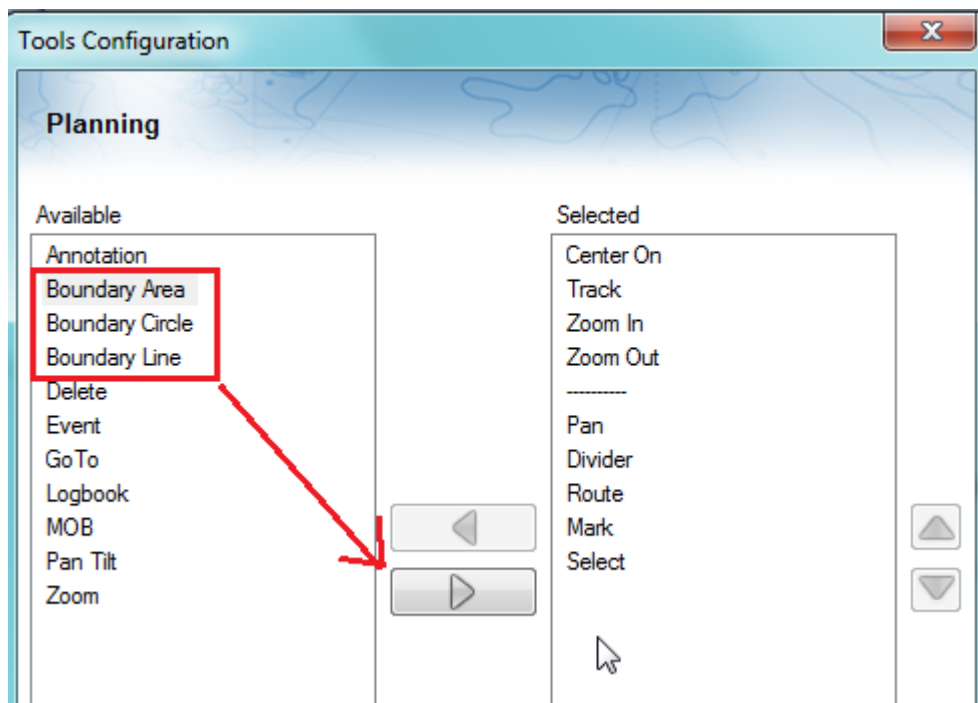 Tools Configuration
Planning
Available
Annotation
Boundary Area
Boundary Circle
Boundary Line
Delete
Event
GoTo
Logbook
MOB
Pan Tilt
Zoom
Selected
Center On
Track
Zoom In
Zoom Out
----------
Pan
Divider
Route
Mark
Select